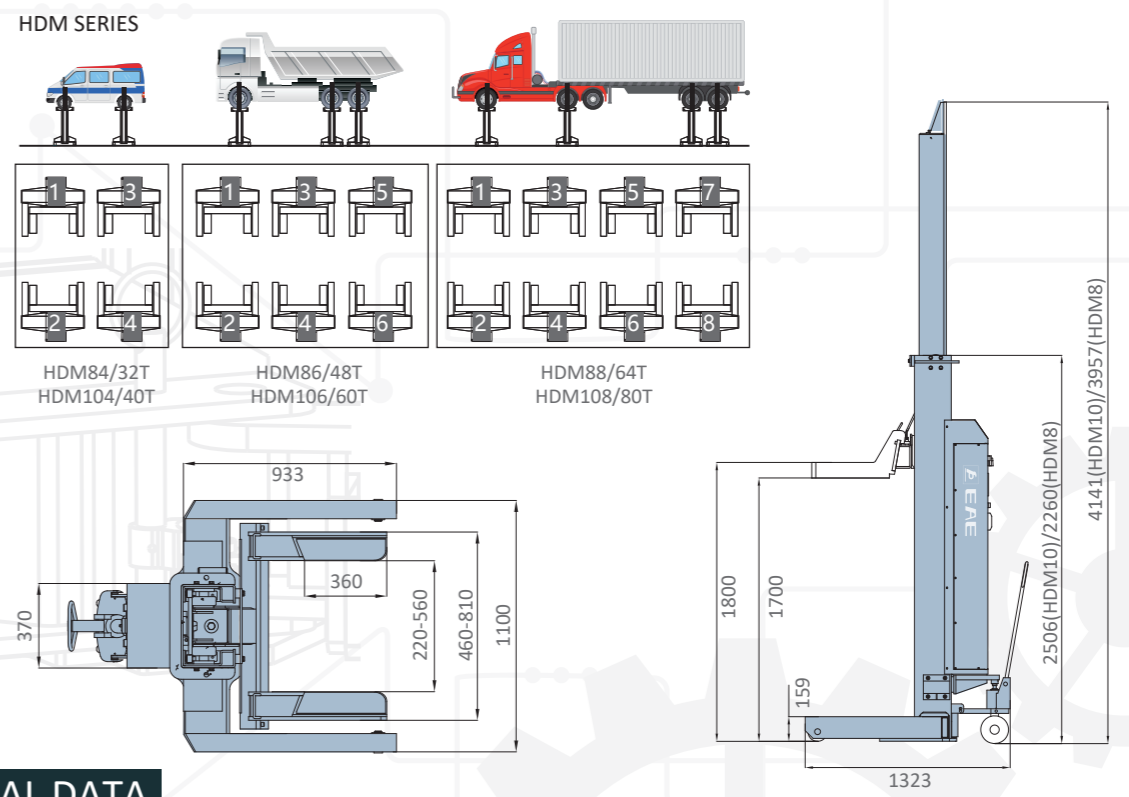 HDM SERIES
1 3
1 3 5
1 3 5 7
2 4
2 4 6
2 4 6 8
HDM84/32T
HDM104/40T
HDM86/48T
HDM106/60T
HDM88/64T
HDM108/80T
933
370
360
220-560
460-810
1100
EAE
1800
1700
159
1323
2506(HDM10)/2260(HDM8)
4141(HDM10)/3957(HDM8)
AL DATA